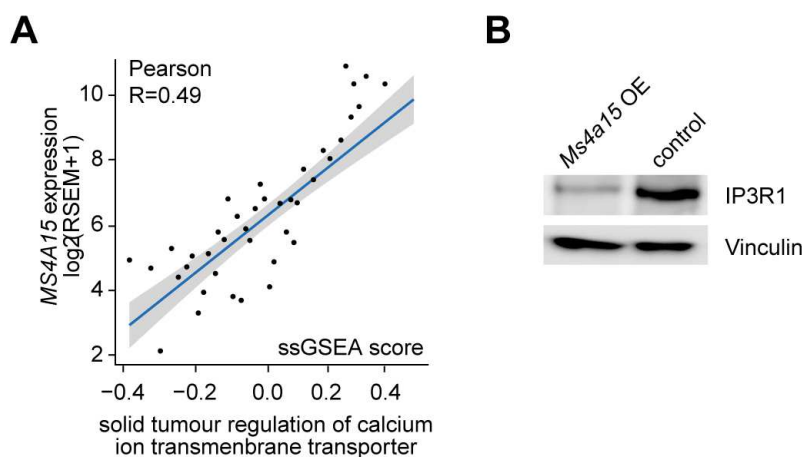 A
Pearson
R=0.49
MS4A15 expression
log2(RSEM+1)
10
8
6
4
2
ssGSEA score
−0.4
−0.2
0.0
0.2
0.4
solid tumour regulation of calcium
ion transmenbrane transporter
B
Ms4a15 OE
control
IP3R1
Vinculin